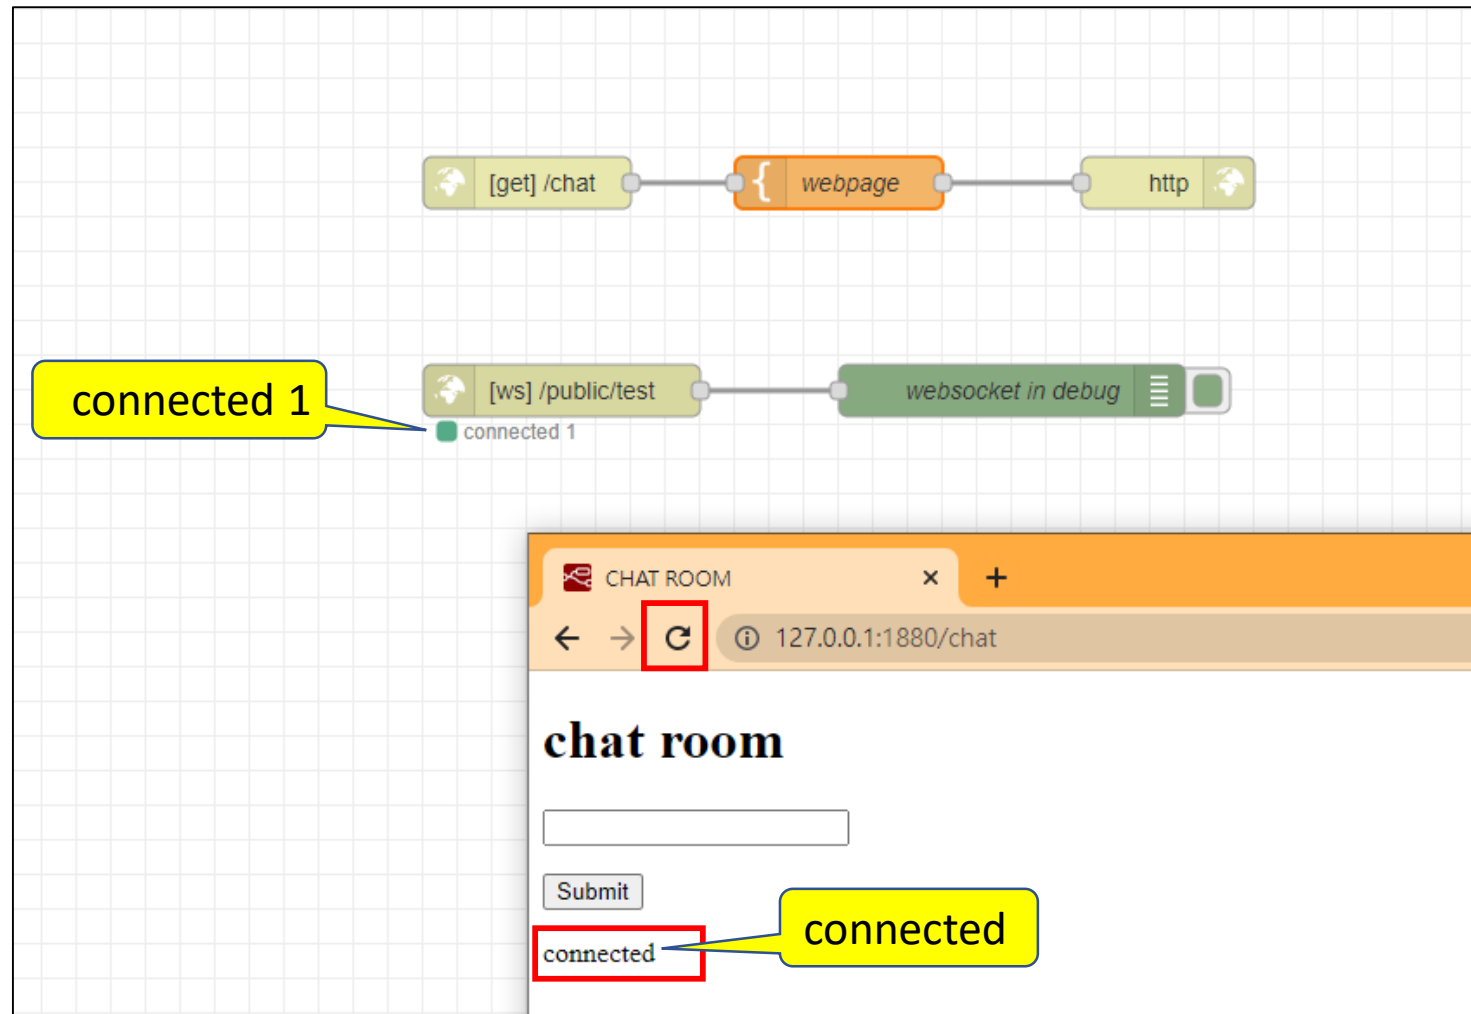 [get] /chat
webpage
http
connected 1
[ws] /public/test
websocket in debug
connected 1
CHAT ROOM
127.0.0.1:1880/chat
chat room
Submit
connected
connected